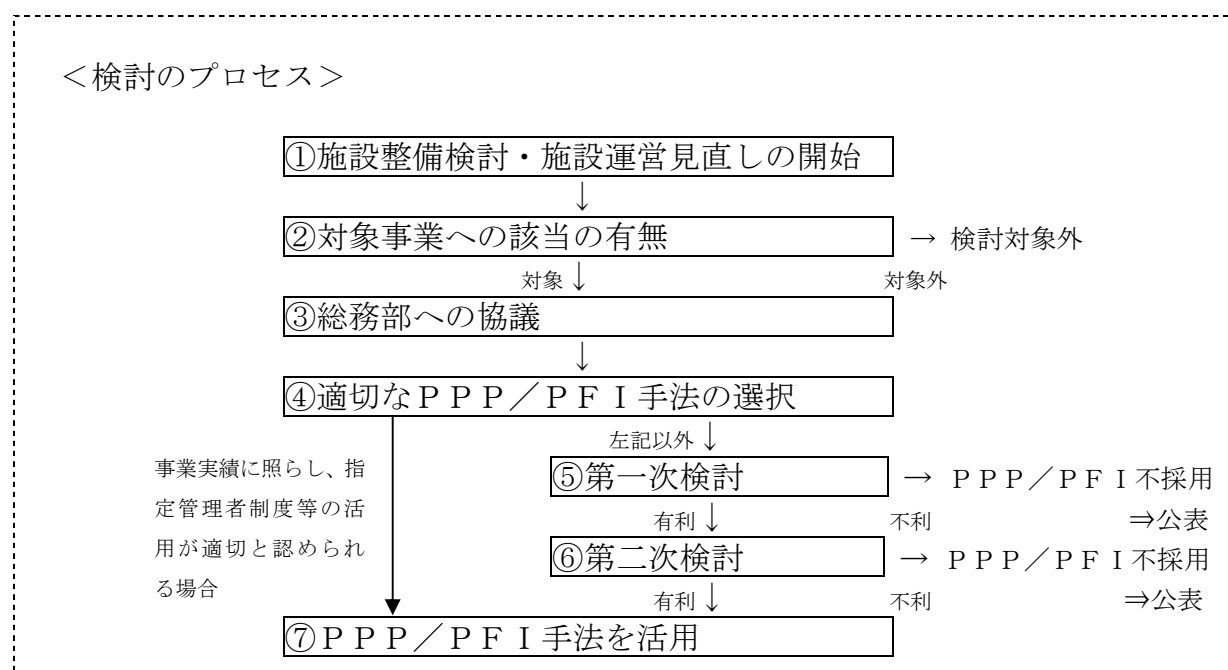 ＜検討のプロセス＞
①施設整備検討・施設運営見直しの開始
↓
②対象事業への該当の有無 → 検討対象外
対象 ↓ 対象外
③総務部への協議
↓
④適切なＰＰＰ／ＰＦＩ手法の選択
左記以外 ↓
事業実績に照らし、指
定管理者制度等の活
用が適切と認められ
る場合
⑤第一次検討 → ＰＰＰ／ＰＦＩ不採用
有利 ↓ 不利 ⇒公表
⑥第二次検討 → ＰＰＰ／ＰＦＩ不採用
有利 ↓ 不利 ⇒公表
⑦ＰＰＰ／ＰＦＩ手法を活用